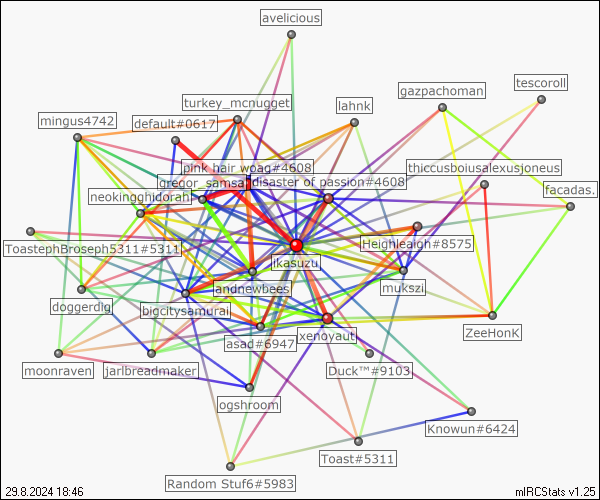 avelicious
tescoroll
gazpachoman
turkey_mcnugget
lahnk
mingus4742
default#0617
pink hair wpag#4608
thiccusboiusalexusjoneus
gregor_samsa
disaster of passion#4608
neokingghidorah
facadas.
ToastephBroseph5311#5311
Heighleaigh#8575
ikasuzu
andnewbees
mukszi
doggerdig
bigcitysamurai
ZeeHonK
asad#6947
xenoyaut
moonraven
jarlbreadmaker
Duck™#9103
ogshroom
Knowun#6424
Toast#5311
Random Stuf6#5983
29.8.2024 18:46
mIRCStats v1.25